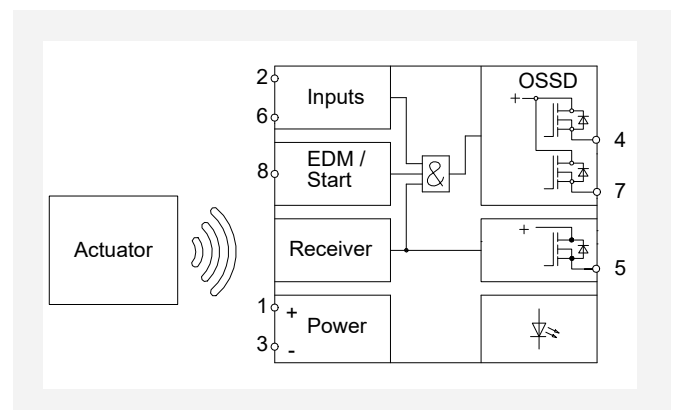 2
6
Inputs
OSSD
+
4
7
8
EDM /
Start
&
Actuator
Receiver
+
5
1
+
Power
3
-